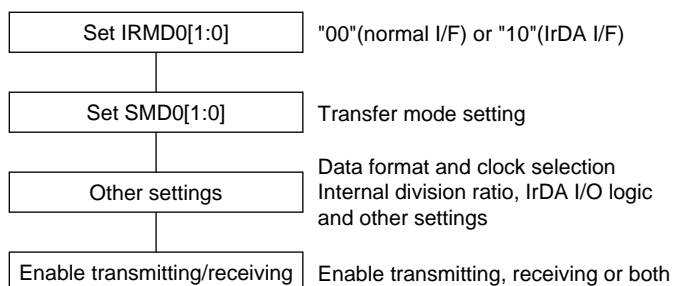 Set IRMD0[1:0]
"00"(normal I/F) or "10"(IrDA I/F)
Set SMD0[1:0]
Transfer mode setting
Other settings
Data format and clock selection
Internal division ratio, IrDA I/O logic
and other settings
Enable transmitting/receiving
Enable transmitting, receiving or both